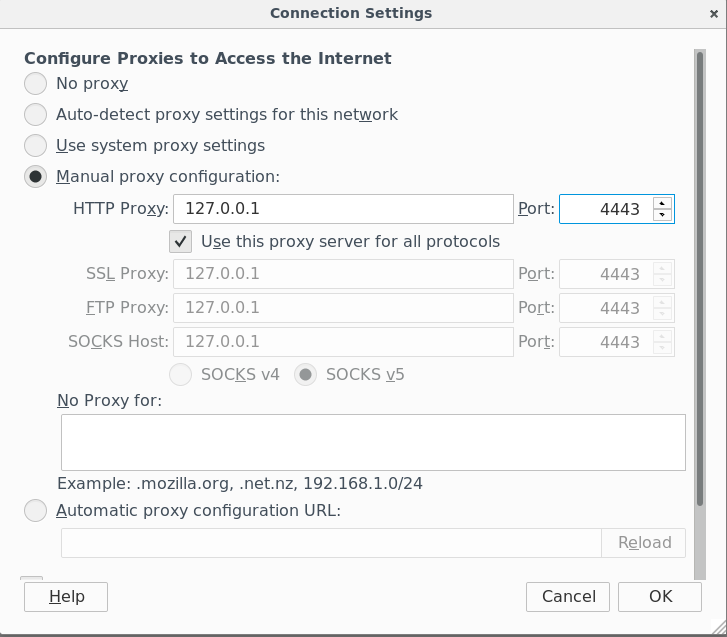 Connection Settings ×
Configure Proxies to Access the Internet
No proxy
Auto-detect proxy settings for this network
Use system proxy settings
Manual proxy configuration:
HTTP Proxy: 127.0.0.1 Port: 4443
Use this proxy server for all protocols
SSL Proxy: 127.0.0.1 Port: 4443
FTP Proxy: 127.0.0.1 Port: 4443
SOCKS Host: 127.0.0.1 Port: 4443
SOCKS v4 SOCKS v5
No Proxy for:
Example: .mozilla.org, .net.nz, 192.168.1.0/24
Automatic proxy configuration URL:
Reload
Help Cancel OK